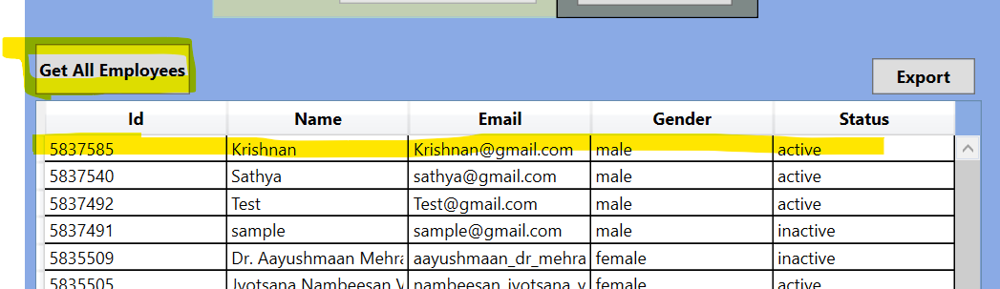 Get All Employees
Export
Id Name Email Gender Status
5837585 Krishnan Krishnan@gmail.com male active
5837540 Sathya sathya@gmail.com male active
5837492 Test Test@gmail.com male active
5837491 sample sample@gmail.com male inactive
5835509 Dr. Aayushmaan Mehra aayushmaan_dr_mehra female inactive
5835505 Jyotsana Nambeesan V nambeesan_jyotsana_v female active